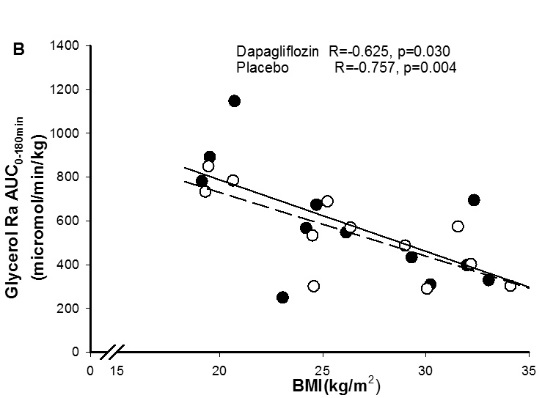 B
Dapagliflozin R=-0.625, p=0.030
Placebo R=-0.757, p=0.004
Glycerol Ra AUC0-180min
(micromol/min/kg)
1400
1200
1000
800
600
400
200
0
0 15 20 25 30 35
BMI(kg/m²)